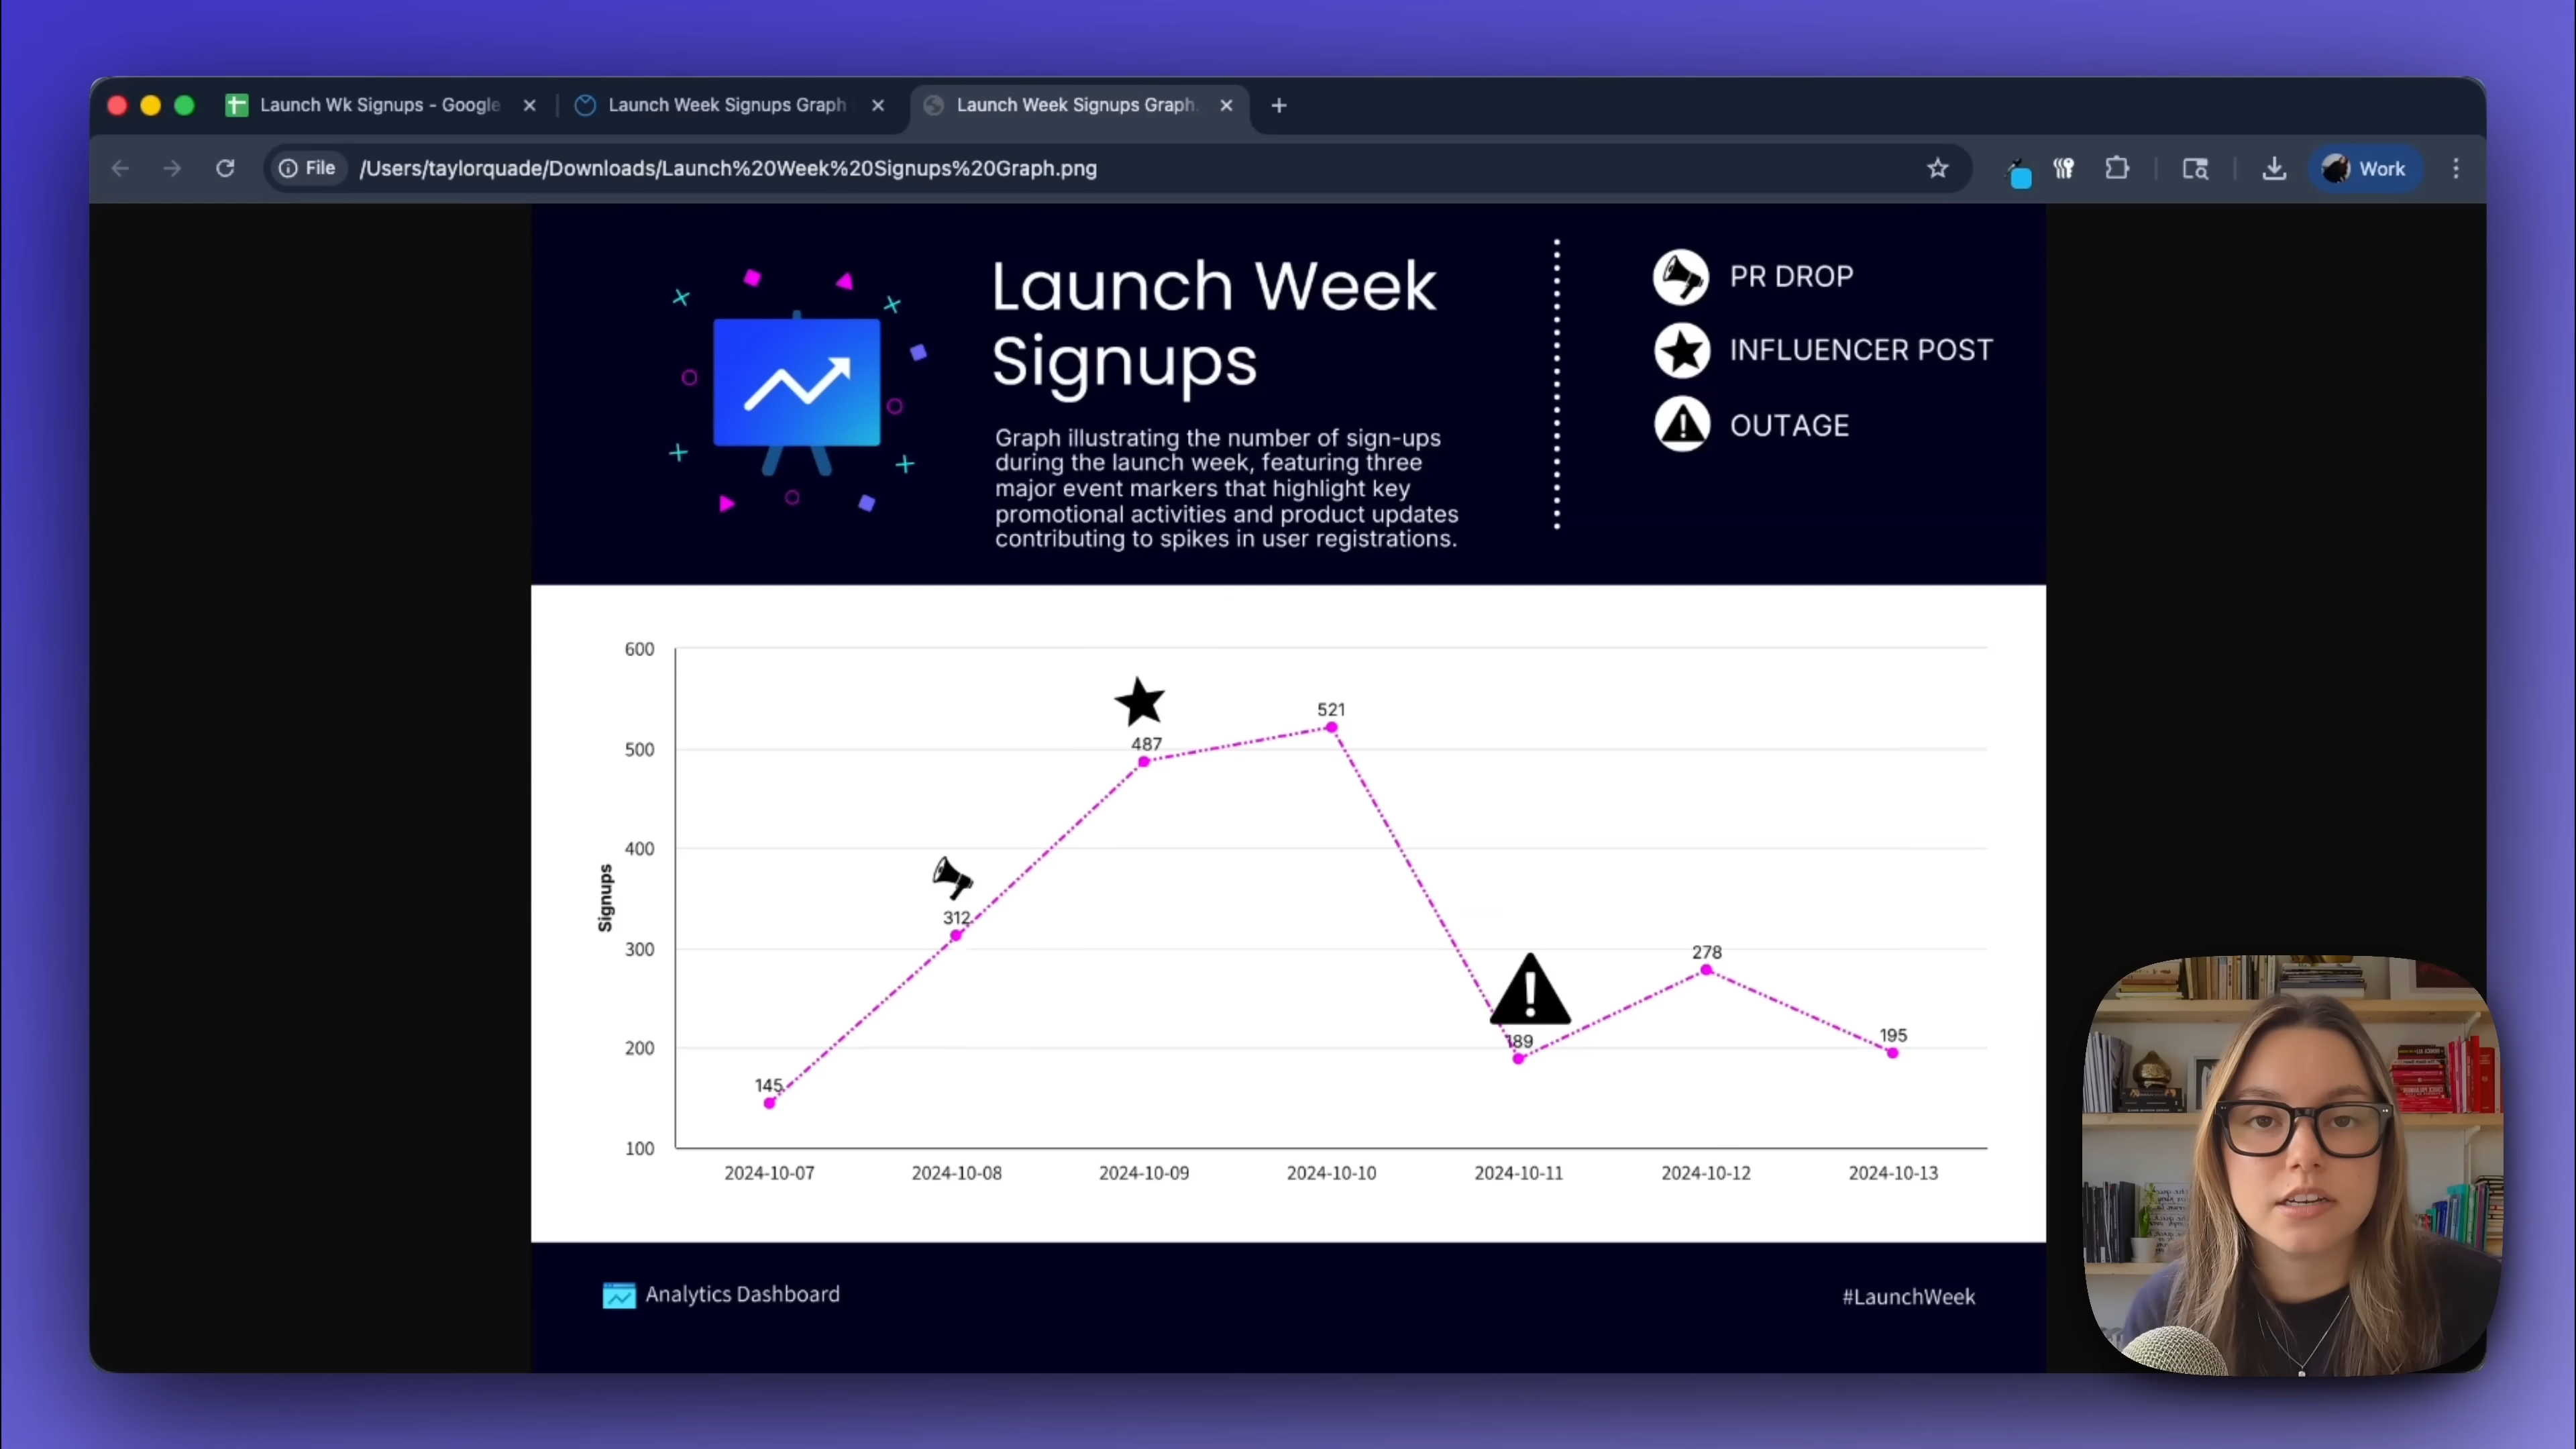 Launch Wk Signups - Google
Launch Week Signups Graph
Launch Week Signups Graph.
File
/Users/taylorquade/Downloads/Launch%20Week%20Signups%20Graph.png
Work
Launch Week
Signups
Graph illustrating the number of sign-ups
during the launch week, featuring three
major event markers that highlight key
promotional activities and product updates
contributing to spikes in user registrations.
PR DROP
INFLUENCER POST
OUTAGE
Signups
600
500
400
300
200
100
145
312
487
521
189
278
195
2024-10-07
2024-10-08
2024-10-09
2024-10-10
2024-10-11
2024-10-12
2024-10-13
Analytics Dashboard
#LaunchWeek